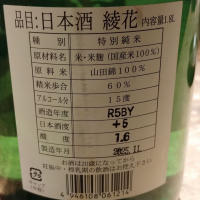 品目:日本酒 綾花 内容量1.8L
種別 特別純米
原材料名 米・米麹(国産米100%)
原料米 山田錦100%
精米歩合 60%
アルコール分 15度
酒造年度 R5BY
日本酒度 +5
酸度 1.6
製造年月 2025.11
お酒は20歳になってから
妊娠中・授乳期の飲酒はお控え下さい
4946108061214